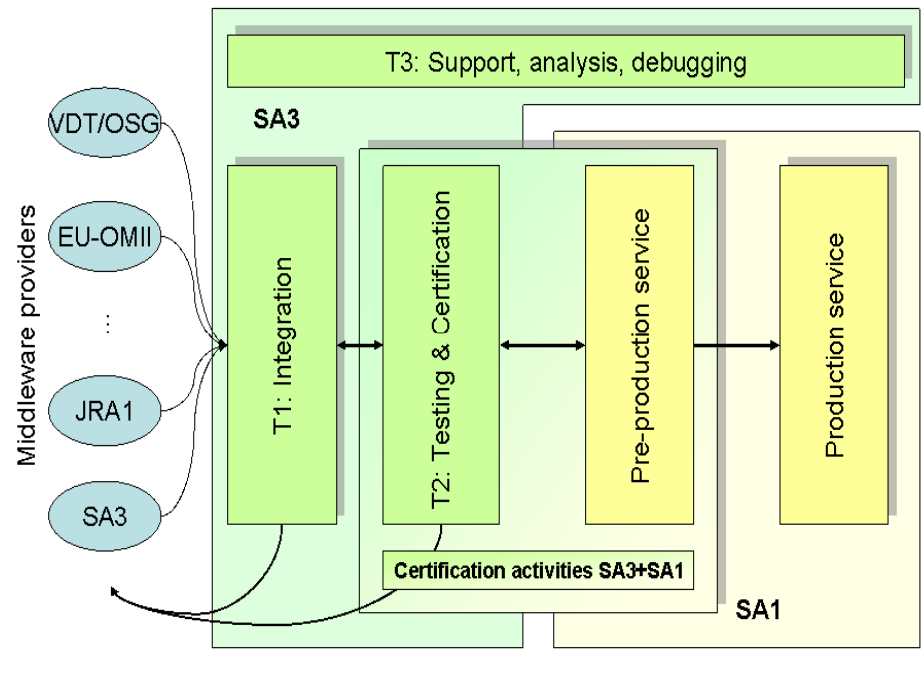 T3: Support, analysis, debugging
SA3
VDT/OSG
EU-OMII
...
JRA1
SA3
Middleware providers
T1: Integration
T2: Testing & Certification
Pre-production service
Production service
Certification activities SA3+SA1
SA1